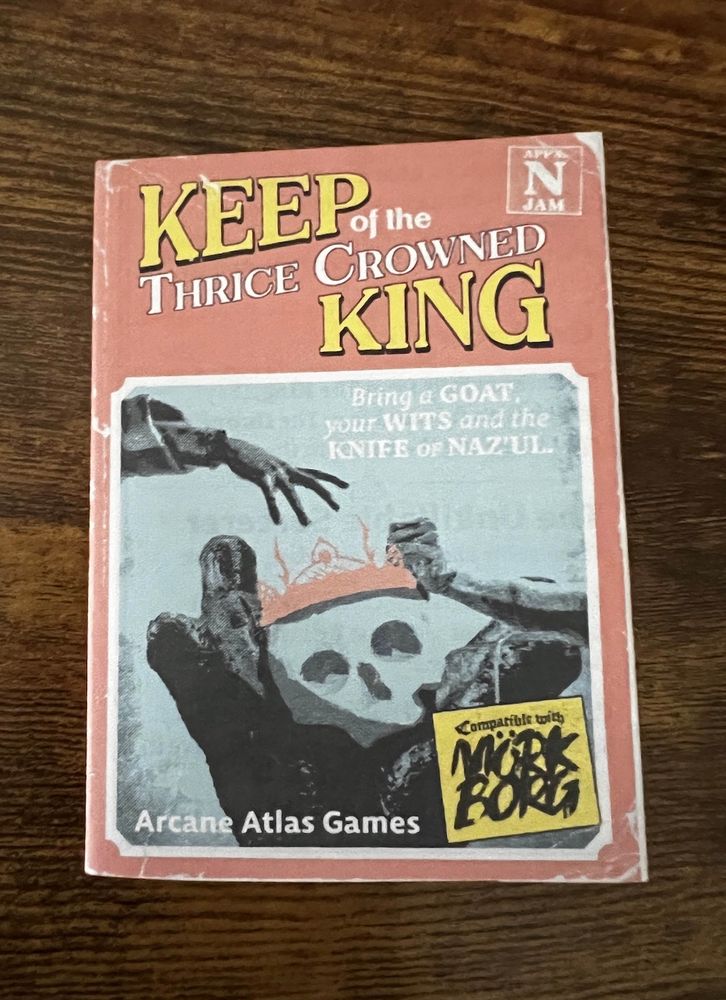 APPX.
N
JAM
KEEP of the
THRICE CROWNED
KING
Bring a GOAT,
your WITS and the
KNIFE OF NAZ'UL.
Compatible with
MÖRK
BORG
Arcane Atlas Games